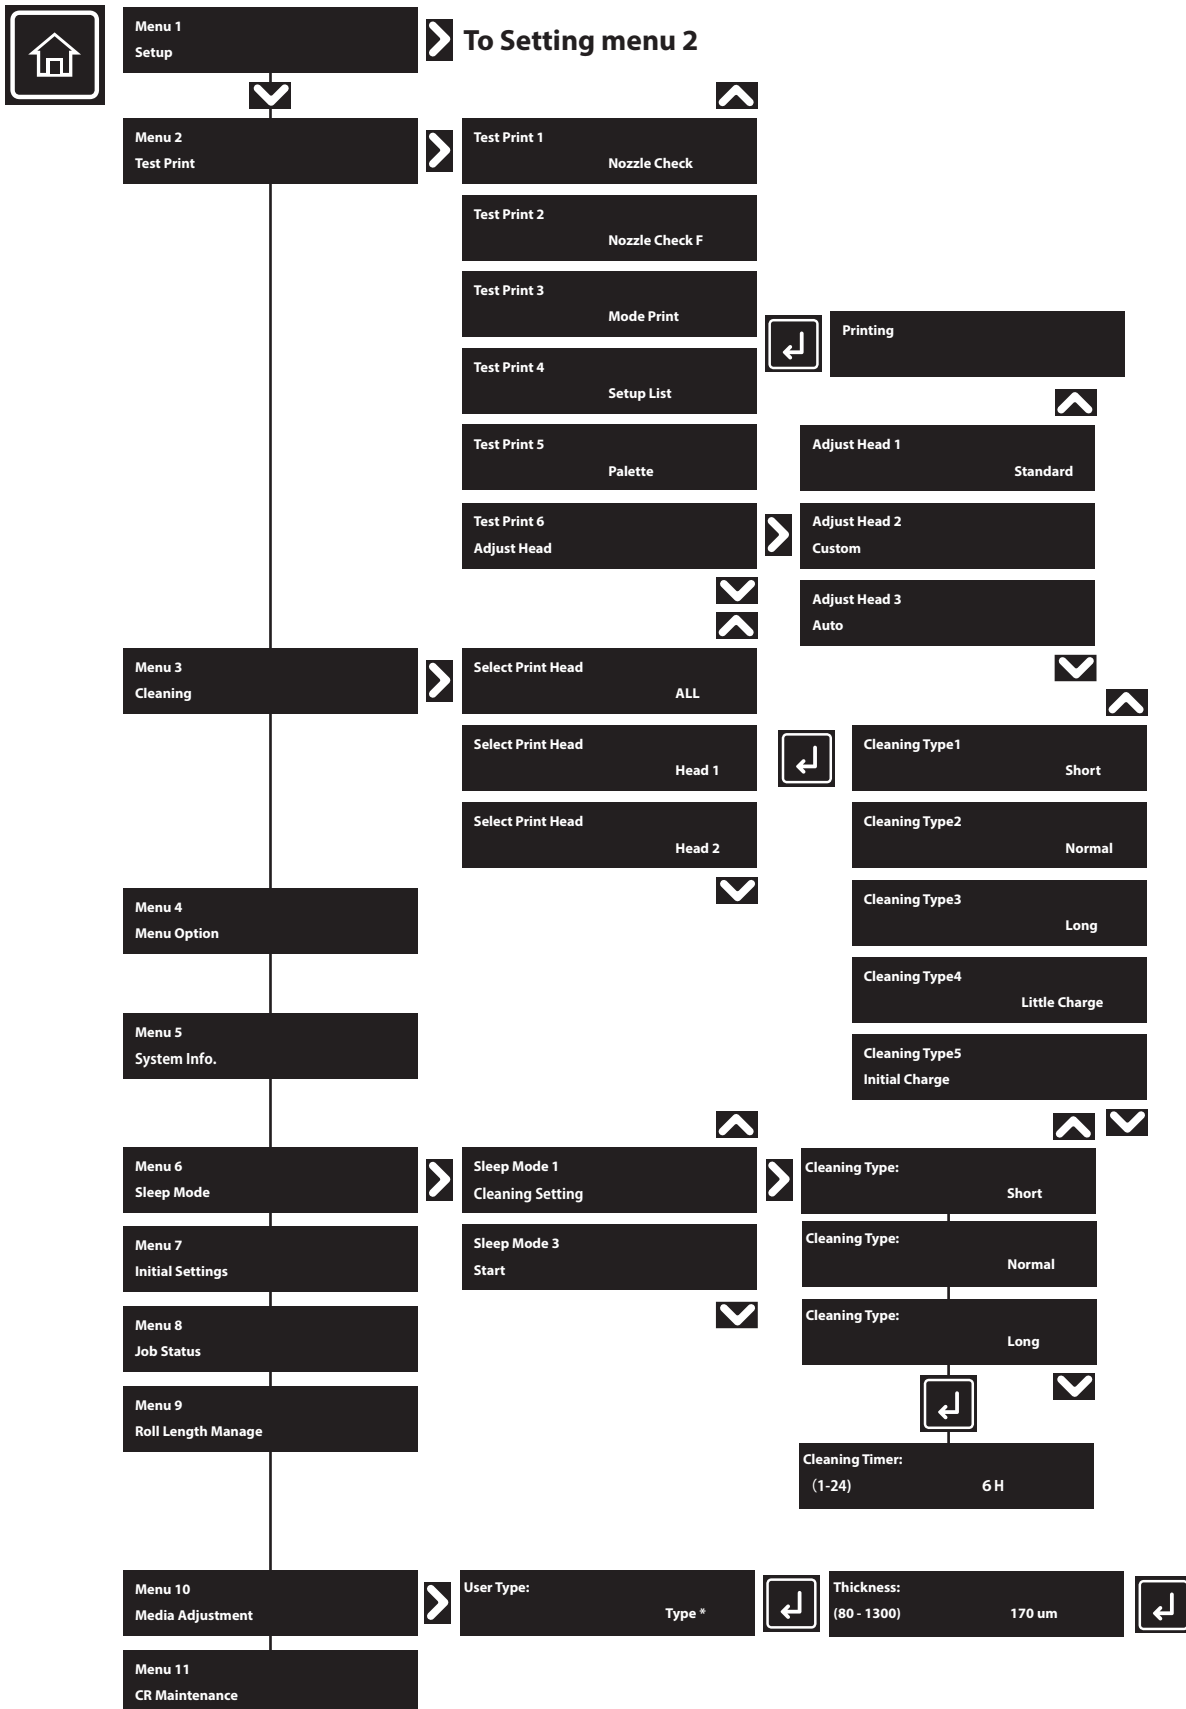 Menu 1
Setup
To Setting menu 2
Menu 2
Test Print
Test Print 1
Nozzle Check
Test Print 2
Nozzle Check F
Test Print 3
Mode Print
Printing
Test Print 4
Setup List
Test Print 5
Palette
Adjust Head 1
Standard
Test Print 6
Adjust Head
Adjust Head 2
Custom
Adjust Head 3
Auto
Menu 3
Cleaning
Select Print Head
ALL
Select Print Head
Head 1
Cleaning Type1
Short
Select Print Head
Head 2
Cleaning Type2
Normal
Cleaning Type3
Long
Menu 4
Menu Option
Cleaning Type4
Little Charge
Menu 5
System Info.
Cleaning Type5
Initial Charge
Menu 6
Sleep Mode
Sleep Mode 1
Cleaning Setting
Cleaning Type:
Short
Menu 7
Initial Settings
Sleep Mode 3
Start
Cleaning Type:
Normal
Menu 8
Job Status
Cleaning Type:
Long
Menu 9
Roll Length Manage
Cleaning Timer:
(1-24) 6 H
Menu 10
Media Adjustment
User Type:
Type *
Thickness:
(80 - 1300) 170 um
Menu 11
CR Maintenance